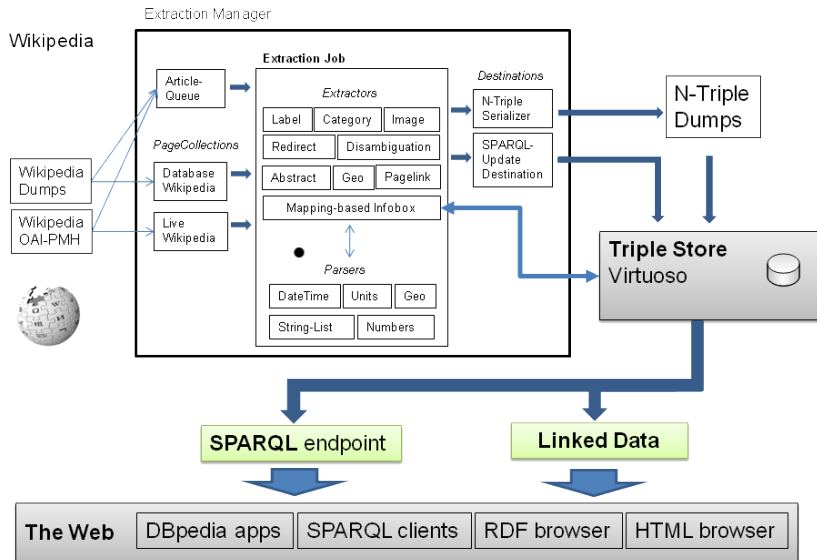 Extraction Manager
Wikipedia
Extraction Job
Article-
Queue
Extractors
Destinations
N-Triple
Serializer
N-Triple
Dumps
Label
Category
Image
Redirect
Disambiguation
SPARQL-
Update
Destination
PageCollections
Wikipedia
Dumps
Database
Wikipedia
Abstract
Geo
Pagelink
Mapping-based Infobox
Wikipedia
OAI-PMH
Live
Wikipedia
Triple Store
Virtuoso
Parsers
DateTime
Units
Geo
String-List
Numbers
SPARQL endpoint
Linked Data
The Web
DBpedia apps
SPARQL clients
RDF browser
HTML browser